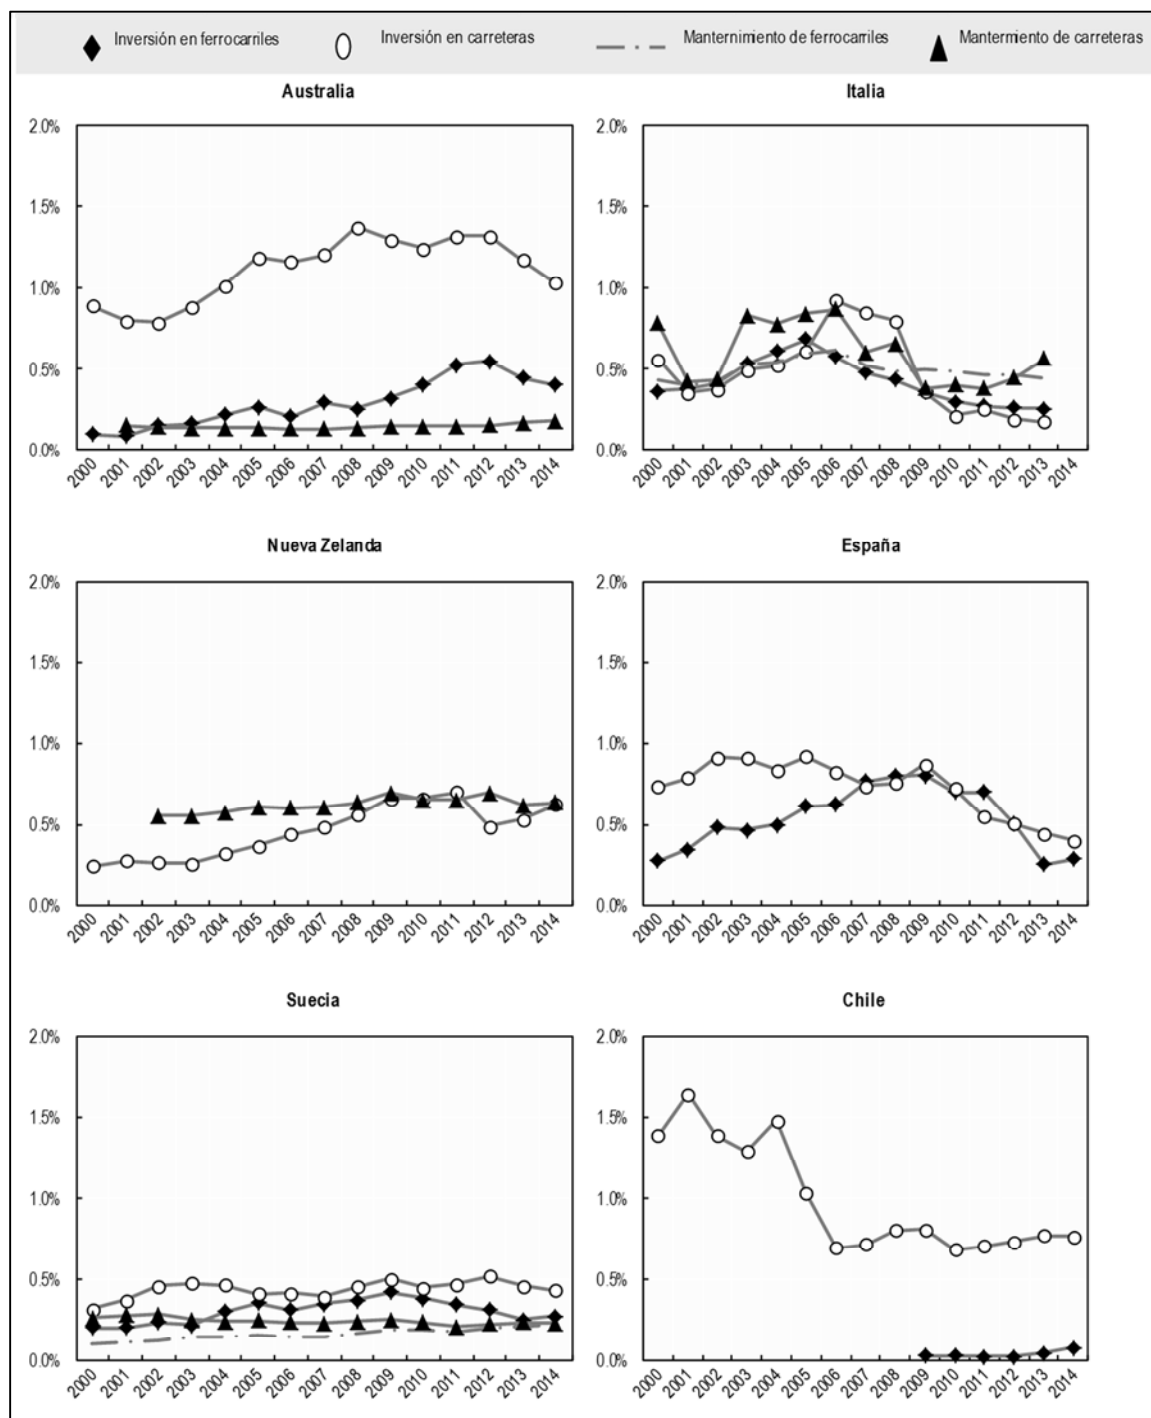 Inversión en ferrocarriles Inversión en carreteras Manternimiento de ferrocarriles Mantermiento de carreteras
Australia Italia
2.0% 2.0%
1.5% 1.5%
1.0% 1.0%
0.5% 0.5%
0.0% 0.0%
2000 2001 2002 2003 2004 2005 2006 2007 2008 2009 2010 2011 2012 2013 2014 2000 2001 2002 2003 2004 2005 2006 2007 2008 2009 2010 2011 2012 2013 2014
Nueva Zelanda España
2.0% 2.0%
1.5% 1.5%
1.0% 1.0%
0.5% 0.5%
0.0% 0.0%
2000 2001 2002 2003 2004 2005 2006 2007 2008 2009 2010 2011 2012 2013 2014 2000 2001 2002 2003 2004 2005 2006 2007 2008 2009 2010 2011 2012 2013 2014
Suecia Chile
2.0% 2.0%
1.5% 1.5%
1.0% 1.0%
0.5% 0.5%
0.0% 0.0%
2000 2001 2002 2003 2004 2005 2006 2007 2008 2009 2010 2011 2012 2013 2014 2000 2001 2002 2003 2004 2005 2006 2007 2008 2009 2010 2011 2012 2013 2014